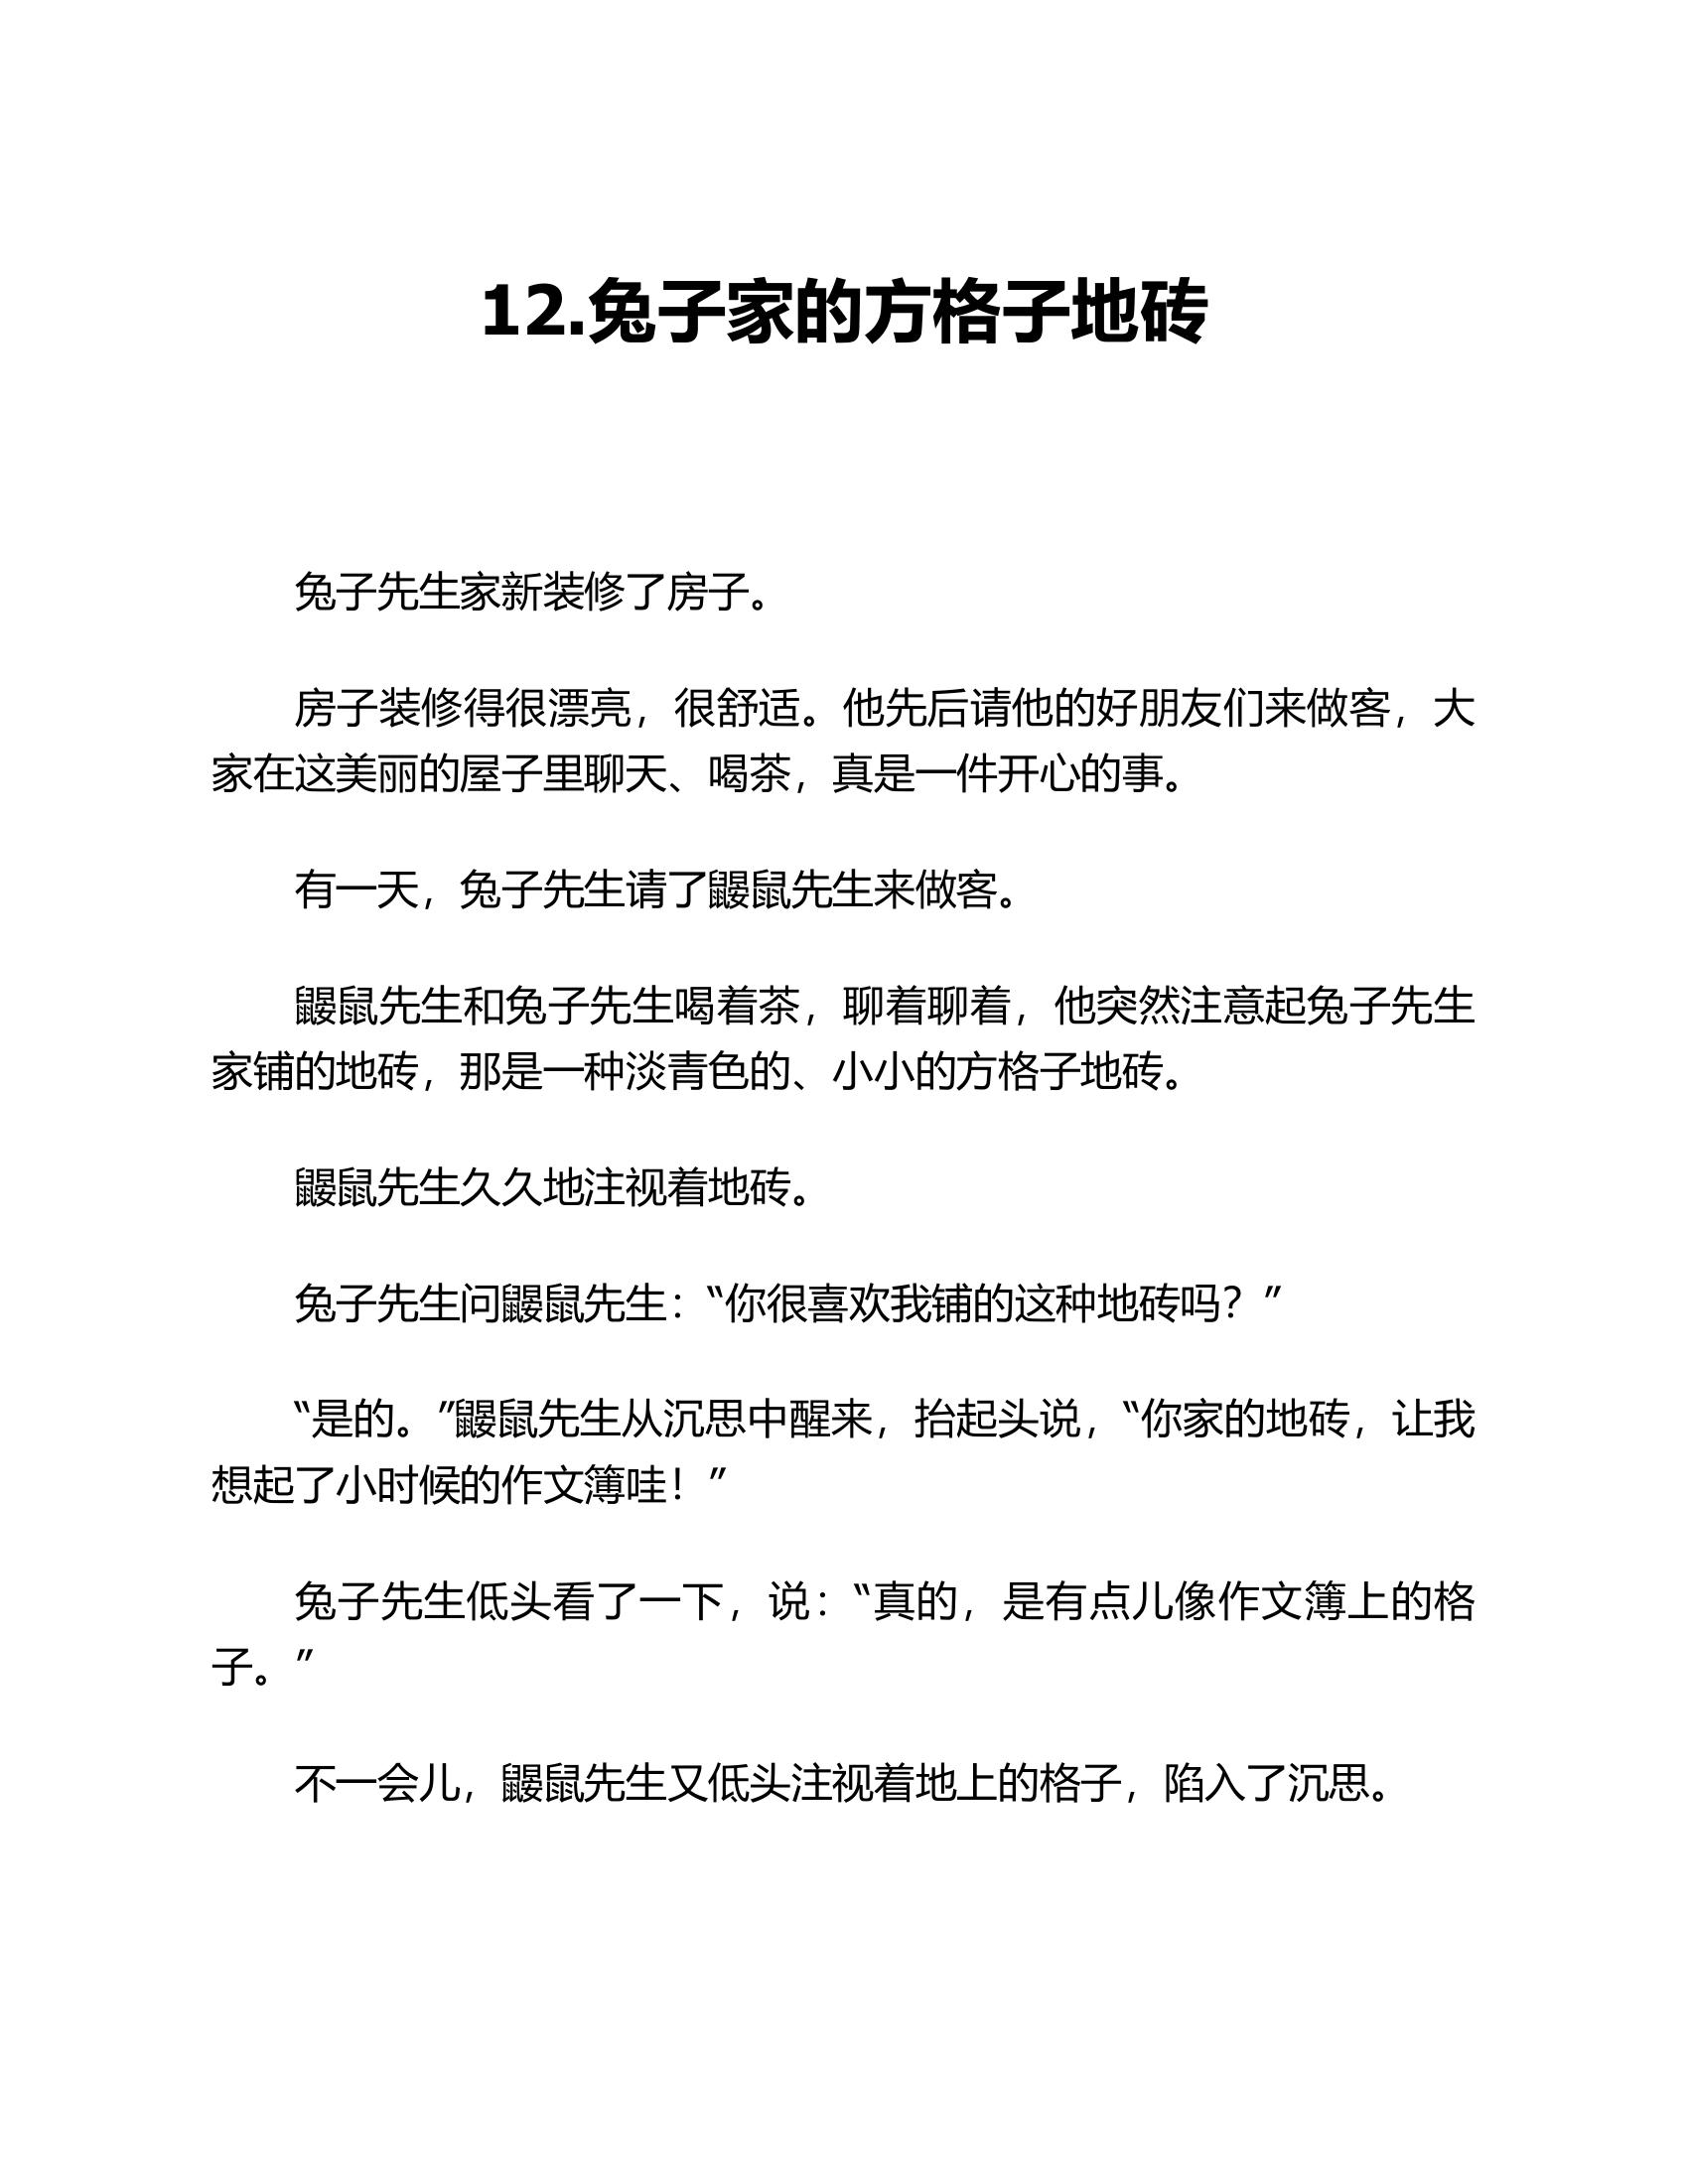 12.兔子家的方格子地砖
兔子先生家新装修了房子。
房子装修得很漂亮，很舒适。他先后请他的好朋友们来做客，大
家在这美丽的屋子里聊天、喝茶，真是一件开心的事。
有一天，兔子先生请了鼹鼠先生来做客。
鼹鼠先生和兔子先生喝着茶，聊着聊着，他突然注意起兔子先生
家铺的地砖，那是一种淡青色的、小小的方格子地砖。
鼹鼠先生久久地注视着地砖。
兔子先生问鼹鼠先生：“你很喜欢我铺的这种地砖吗？”
“是的。”鼹鼠先生从沉思中醒来，抬起头说，“你家的地砖，让我
想起了小时候的作文簿哇！”
兔子先生低头看了一下，说：“真的，是有点儿像作文簿上的格
子。”
不一会儿，鼹鼠先生又低头注视着地上的格子，陷入了沉思。